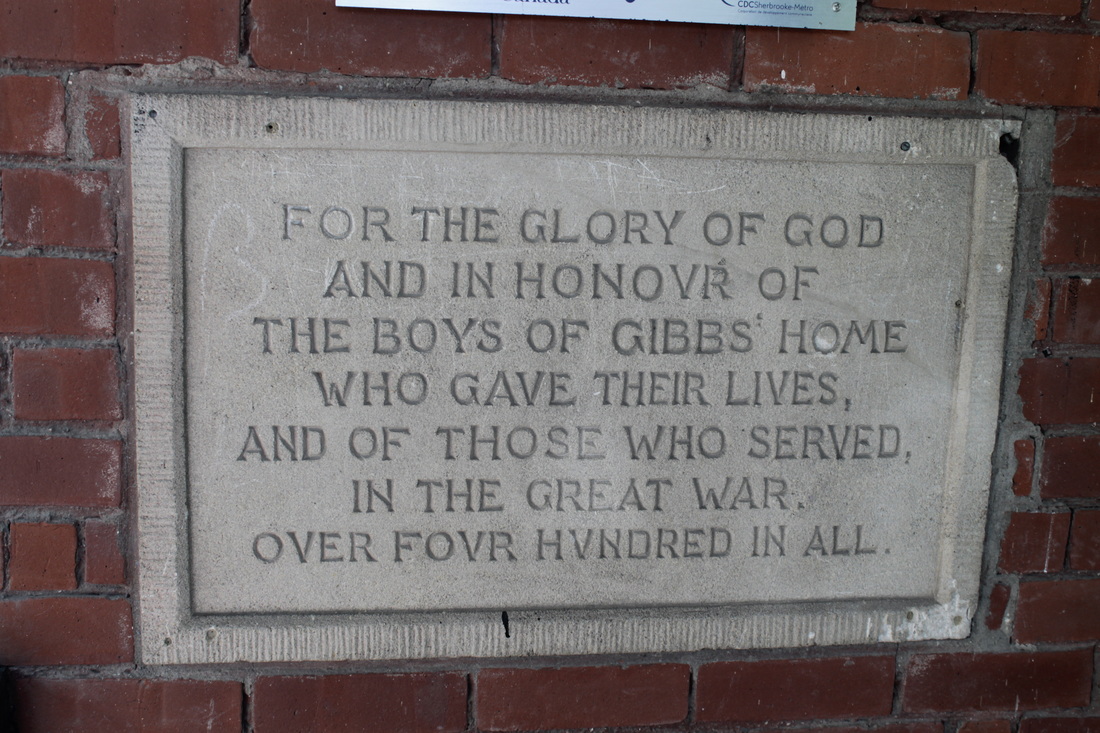 Canada
CDCSherbrooke-Metro
FOR THE GLORY OF GOD
AND IN HONOVR OF
THE BOYS OF GIBBS' HOME
WHO GAVE THEIR LIVES,
AND OF THOSE WHO SERVED,
IN THE GREAT WAR.
OVER FOVR HVNDRED IN ALL.